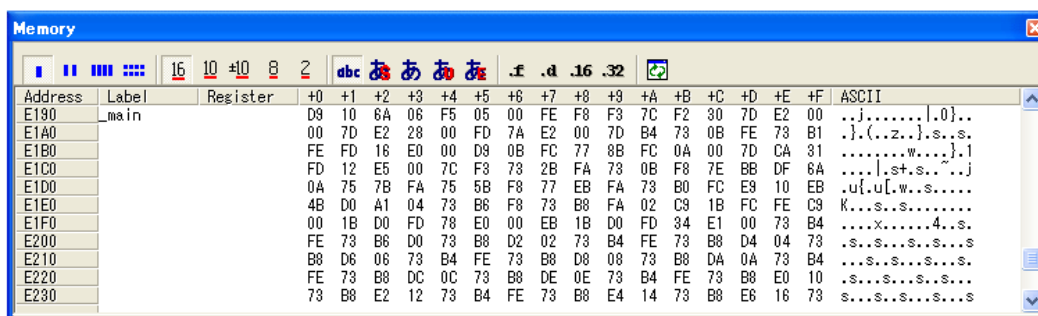 Memory
16 10 ±10 8 2 abc あS あ あO あE .f .d .16 .32
Address Label Register +0 +1 +2 +3 +4 +5 +6 +7 +8 +9 +A +B +C +D +E +F ASCII
E190 _main D9 10 6A 06 F5 05 00 FE F8 F3 7C F2 30 7D E2 00 ..j.......|.0}..
E1A0 00 7D E2 28 00 FD 7A E2 00 7D B4 73 0B FE 73 B1 .}.(..z..}.s..s.
E1B0 FE FD 16 E0 00 D9 0B FC 77 8B FC 0A 00 7D CA 31 ........w....}.1
E1C0 FD 12 E5 00 7C F3 73 2B FA 73 0B F8 7E BB DF 6A ....|.s+.s..~..j
E1D0 0A 75 7B FA 75 5B F8 77 EB FA 73 B0 FC E9 10 EB .u{.u[.w..s.....
E1E0 4B D0 A1 04 73 B6 F8 73 B8 FA 02 C9 1B FC FE C9 K...s..s........
E1F0 00 1B D0 FD 78 E0 00 EB 1B D0 FD 34 E1 00 73 B4 ....x......4..s.
E200 FE 73 B6 D0 73 B8 D2 02 73 B4 FE 73 B8 D4 04 73 .s..s...s..s...s
E210 B8 D6 06 73 B4 FE 73 B8 D8 08 73 B8 DA 0A 73 B4 ...s..s...s...s.
E220 FE 73 B8 DC 0C 73 B8 DE 0E 73 B4 FE 73 B8 E0 10 .s...s...s..s...
E230 73 B8 E2 12 73 B4 FE 73 B8 E4 14 73 B8 E6 16 73 s...s..s...s...s